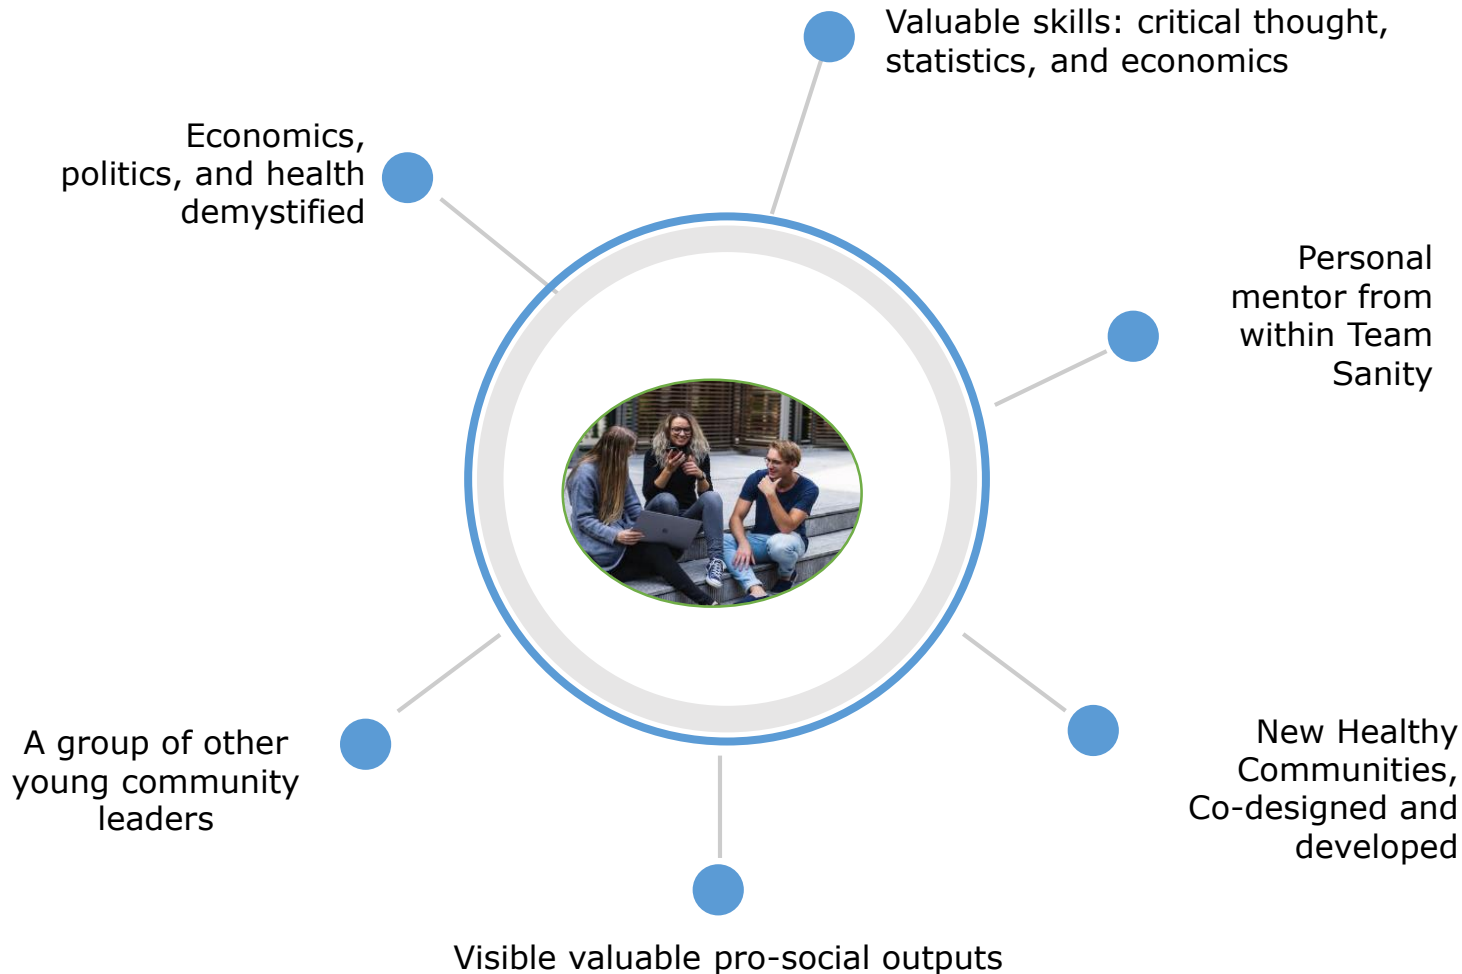 Valuable skills: critical thought,
statistics, and economics
Economics,
politics, and health
demystified
Personal
mentor from
within Team
Sanity
A group of other
young community
leaders
New Healthy
Communities,
Co-designed and
developed
Visible valuable pro-social outputs